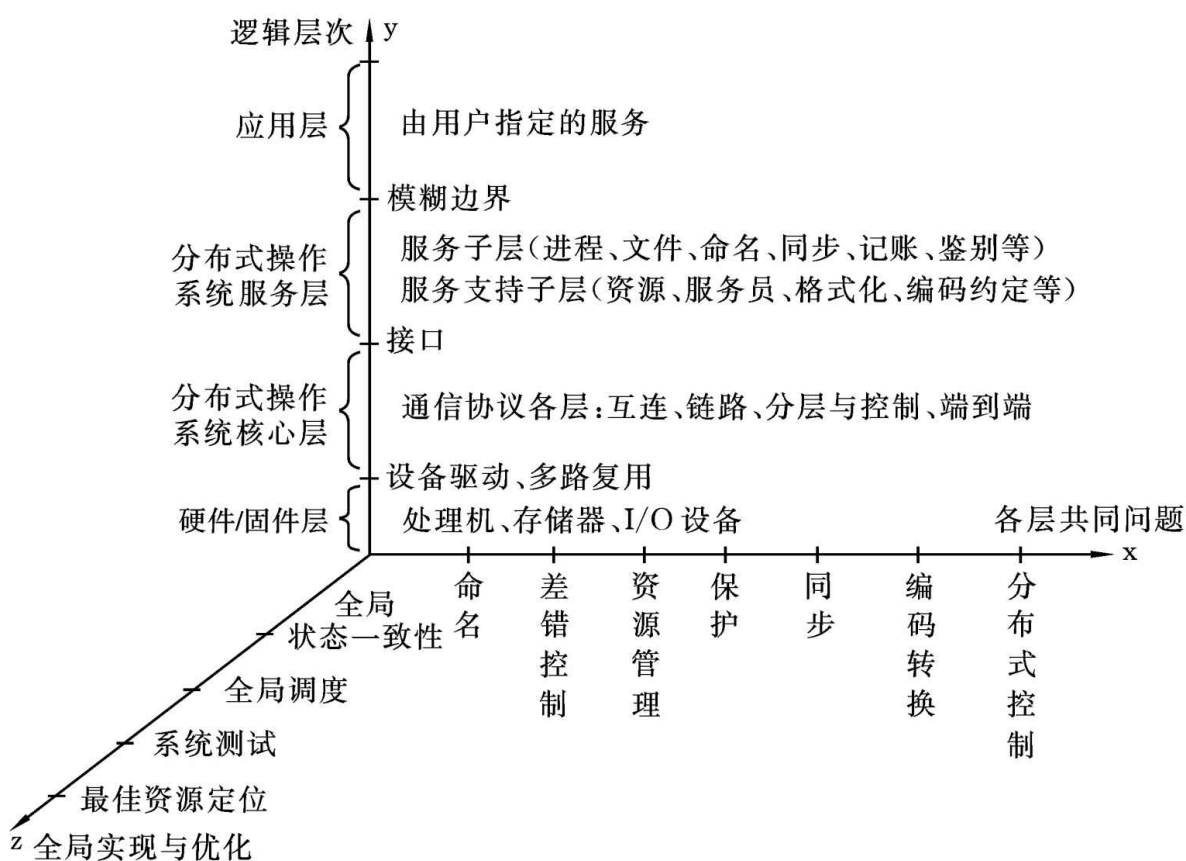 逻辑层次 y
应用层
由用户指定的服务
模糊边界
分布式操作
系统服务层
服务子层(进程、文件、命名、同步、记账、鉴别等)
服务支持子层(资源、服务员、格式化、编码约定等)
接口
分布式操作
系统核心层
通信协议各层:互连、链路、分层与控制、端到端
设备驱动、多路复用
硬件/固件层
处理机、存储器、I/O设备
各层共同问题
x
命名
差错控制
资源管理
保护
同步
编码转换
分布式控制
全局
状态一致性
全局调度
系统测试
最佳资源定位
z 全局实现与优化